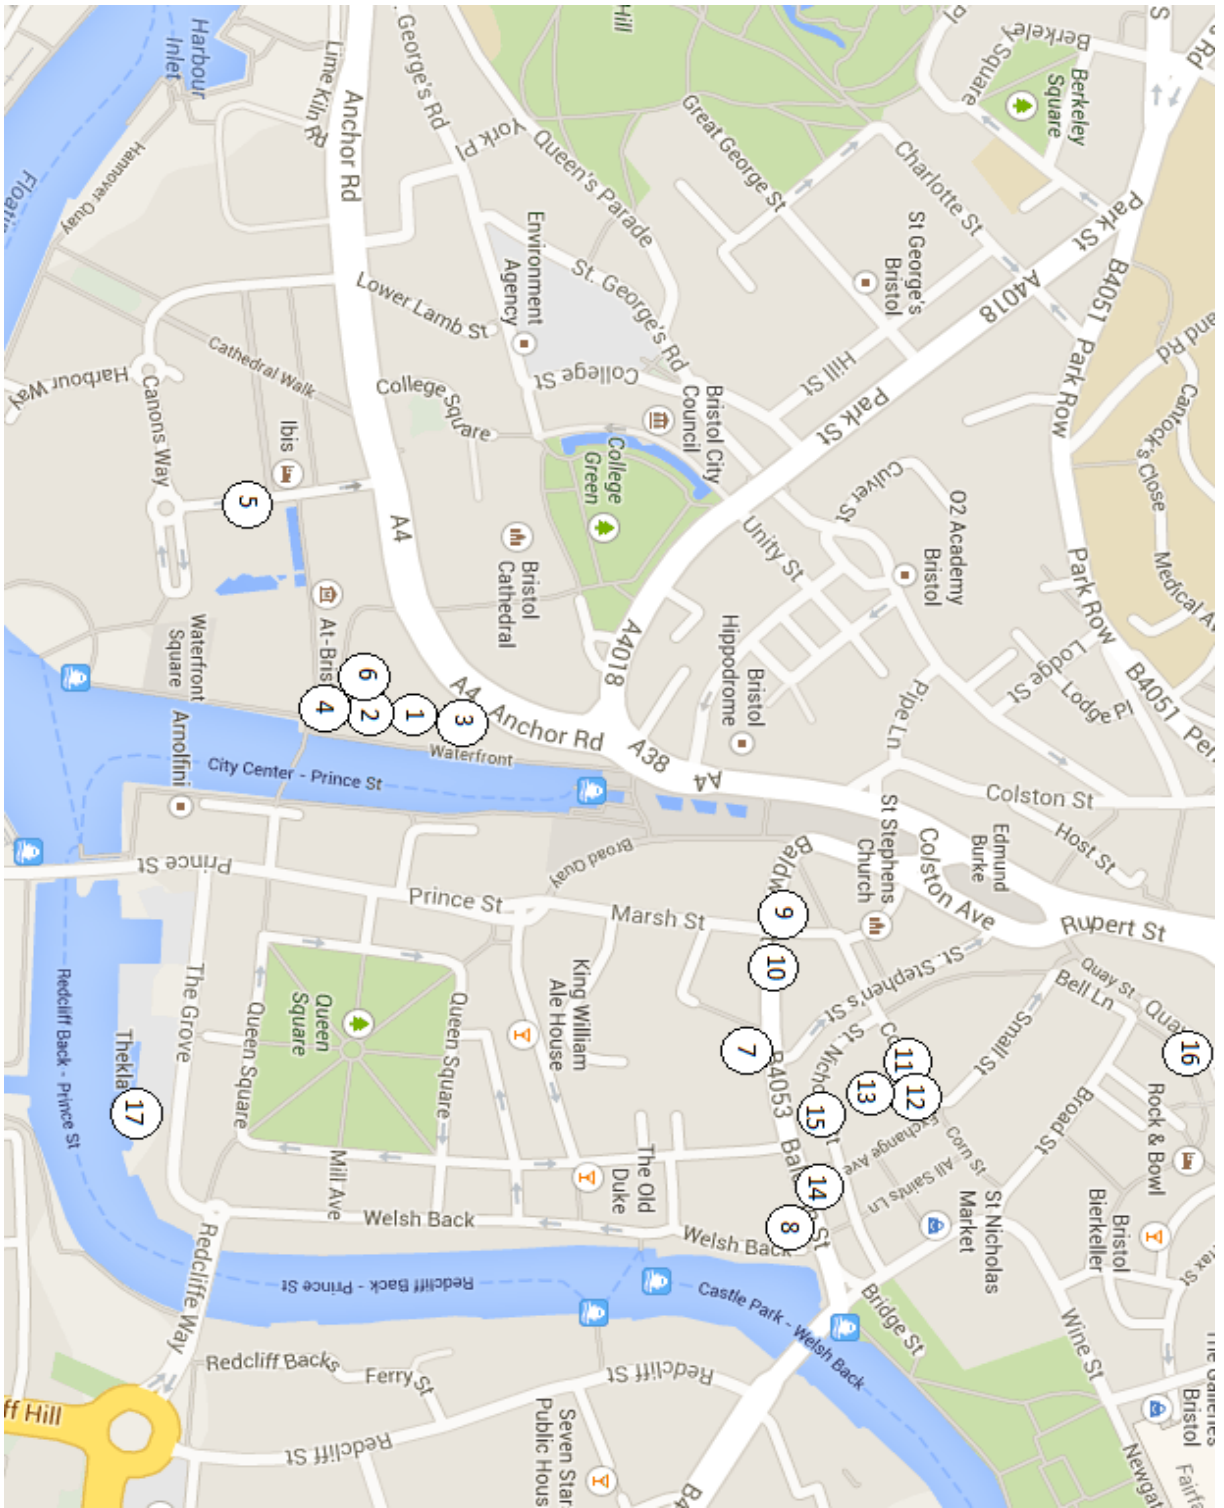 Hill
Harbour
Inlet
Lime Kiln Rd
Anchor Rd
St. George's Rd
York Pl
Queen's Parade
Great George St
Charlotte St
Berkeley
Square
Berkeley
Square
Park St
B4051
Park Row
A4018
St George's
Bristol
Environment
Agency
St. George's Rd
Lower Lamb St
College St
College Square
Hill St
Park St
Hannover Quay
Cathedral Walk
Harbour Way
Canons Way
Ibis
Bristol City
Council
College
Green
Culver St
Unity St
O2 Academy
Bristol
Cantock's Close
Park Row
Lodge St
Lodge Pl
B4051
5
A4
Bristol
Cathedral
At-Bris
Waterfront
Square
A4018
Bristol
Hippodrome
Pipe Ln
6
4
2
1
3
A4
Anchor Rd
A38
A4
Waterfront
Arnolfini
City Center - Prince St
Colston St
Host St
St Stephens
Church
Edmund
Burke
Colston Ave
Rupert St
Prince St
Prince St
Broad Quay
Marsh St
9
10
7
B4053
8
14
15
13
11
12
16
17
St. Stephen's St
Quay St
Bell Ln
Small St
Broad St
Rock & Bowl
Corn St
Exchange Ave
All Saints Ln
St Nicholas
Market
Bristol
Bierkeller
The Grove
Thekla
Queen Square
Queen
Square
Queen Square
King William
Ale House
The Old
Duke
Mill Ave
Welsh Back
Welsh Back
Redcliffe Way
Redcliff Back - Prince St
Redcliff Back - Prince St
Castle Park - Welsh Back
Bridge St
Wine St
Redcliff Backs
Ferry St
Redcliff St
Redcliff St
Seven Star
Public Hous
Bristol